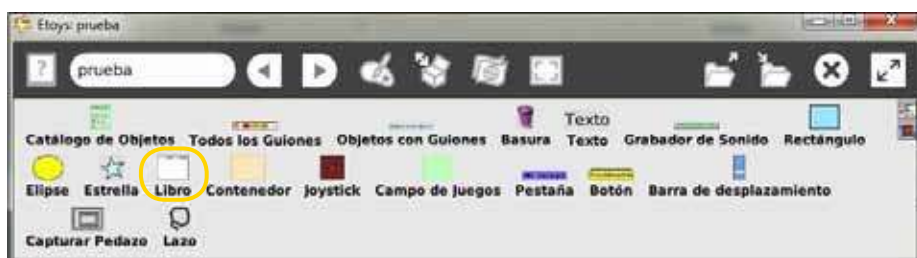 Etoys: prueba
? prueba
Texto
Catálogo de Objetos Todos los Guiones Objetos con Guiones Basura Texto Grabador de Sonido Rectángulo
Elipse Estrella Libro Contenedor Joystick Campo de Juegos Pestaña Botón Barra de desplazamiento
Capturar Pedazo Lazo